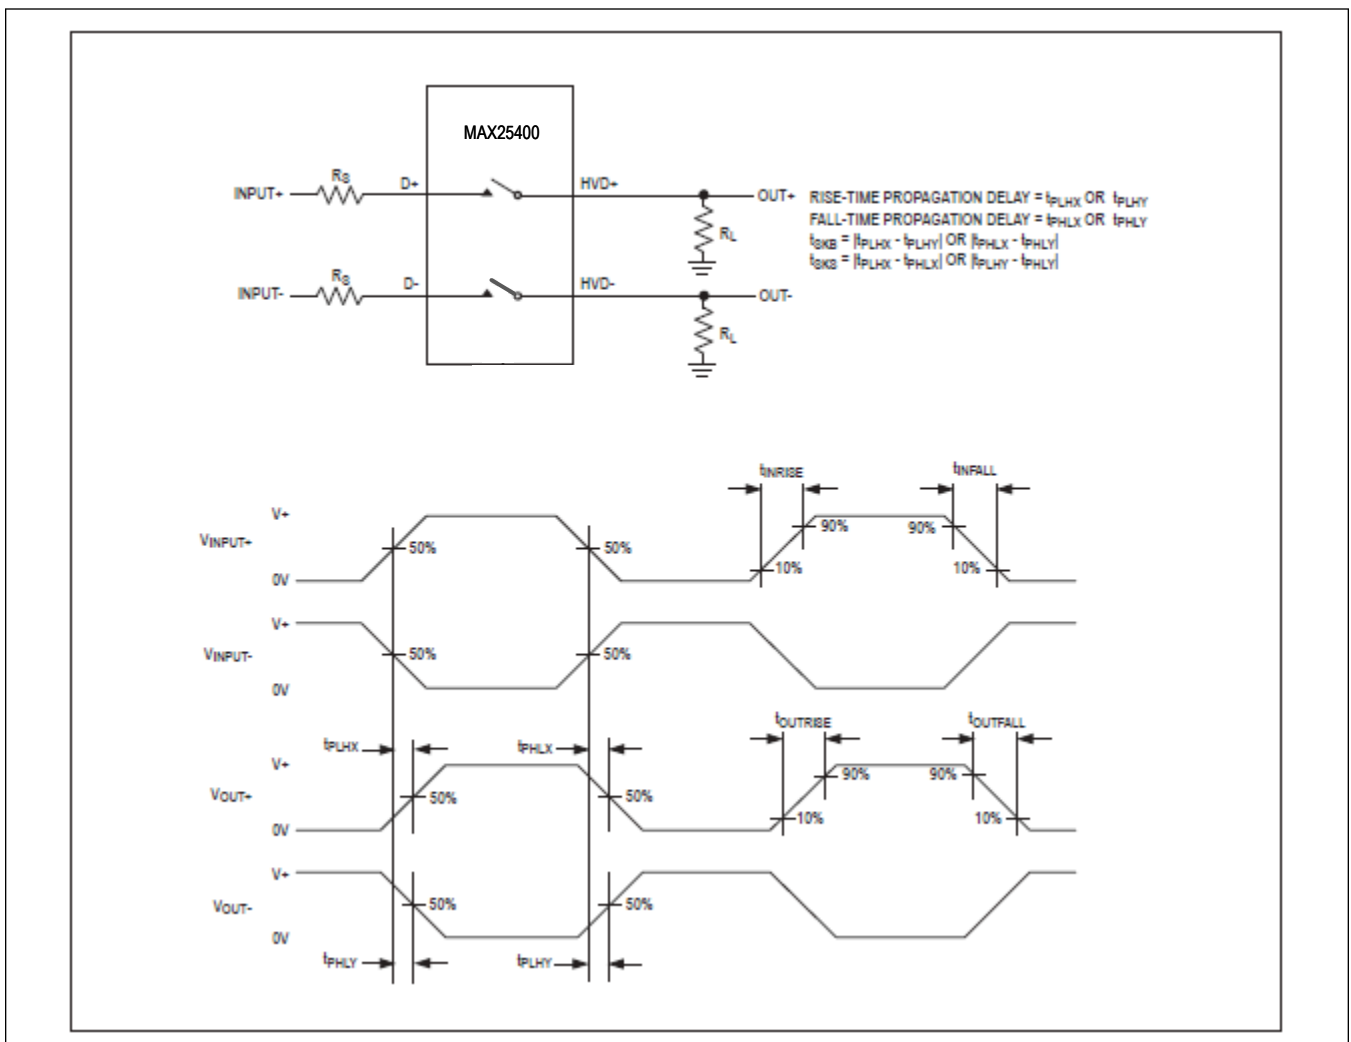 MAX25400
INPUT+
RS
D+
HVD+
OUT+
RL
INPUT-
RS
D-
HVD-
OUT-
RL
RISE-TIME PROPAGATION DELAY = tPLHX OR tPLHY
FALL-TIME PROPAGATION DELAY = tPHLX OR tPHLY
tSKB = |tPLHX - tPLHY| OR |tPHLX - tPHLY|
tSKS = |tPLHX - tPHLX| OR |tPLHY - tPHLY|
tINRISE
tINFALL
V+
VINPUT+
0V
50%
50%
10%
90%
90%
10%
V+
VINPUT-
0V
50%
50%
tOUTRISE
tOUTFALL
tPLHX
tPHLX
V+
VOUT+
0V
50%
50%
10%
90%
90%
10%
V+
VOUT-
0V
50%
50%
tPHLY
tPLHY